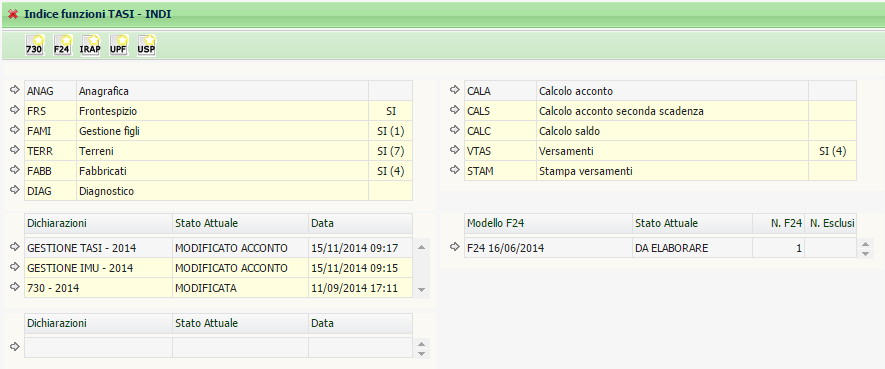 Indice funzioni TASI - INDI
730 F24 IRAP UPF USP
ANAG Anagrafica
FRS Frontespizio SI
FAMI Gestione figli SI (1)
TERR Terreni SI (7)
FABB Fabbricati SI (4)
DIAG Diagnostico
CALA Calcolo acconto
CALS Calcolo acconto seconda scadenza
CALC Calcolo saldo
VTAS Versamenti SI (4)
STAM Stampa versamenti
Dichiarazioni Stato Attuale Data
GESTIONE TASI - 2014 MODIFICATO ACCONTO 15/11/2014 09:17
GESTIONE IMU - 2014 MODIFICATO ACCONTO 15/11/2014 09:15
730 - 2014 MODIFICATA 11/09/2014 17:11
Modello F24 Stato Attuale N. F24 N. Esclusi
F24 16/06/2014 DA ELABORARE 1
Dichiarazioni Stato Attuale Data